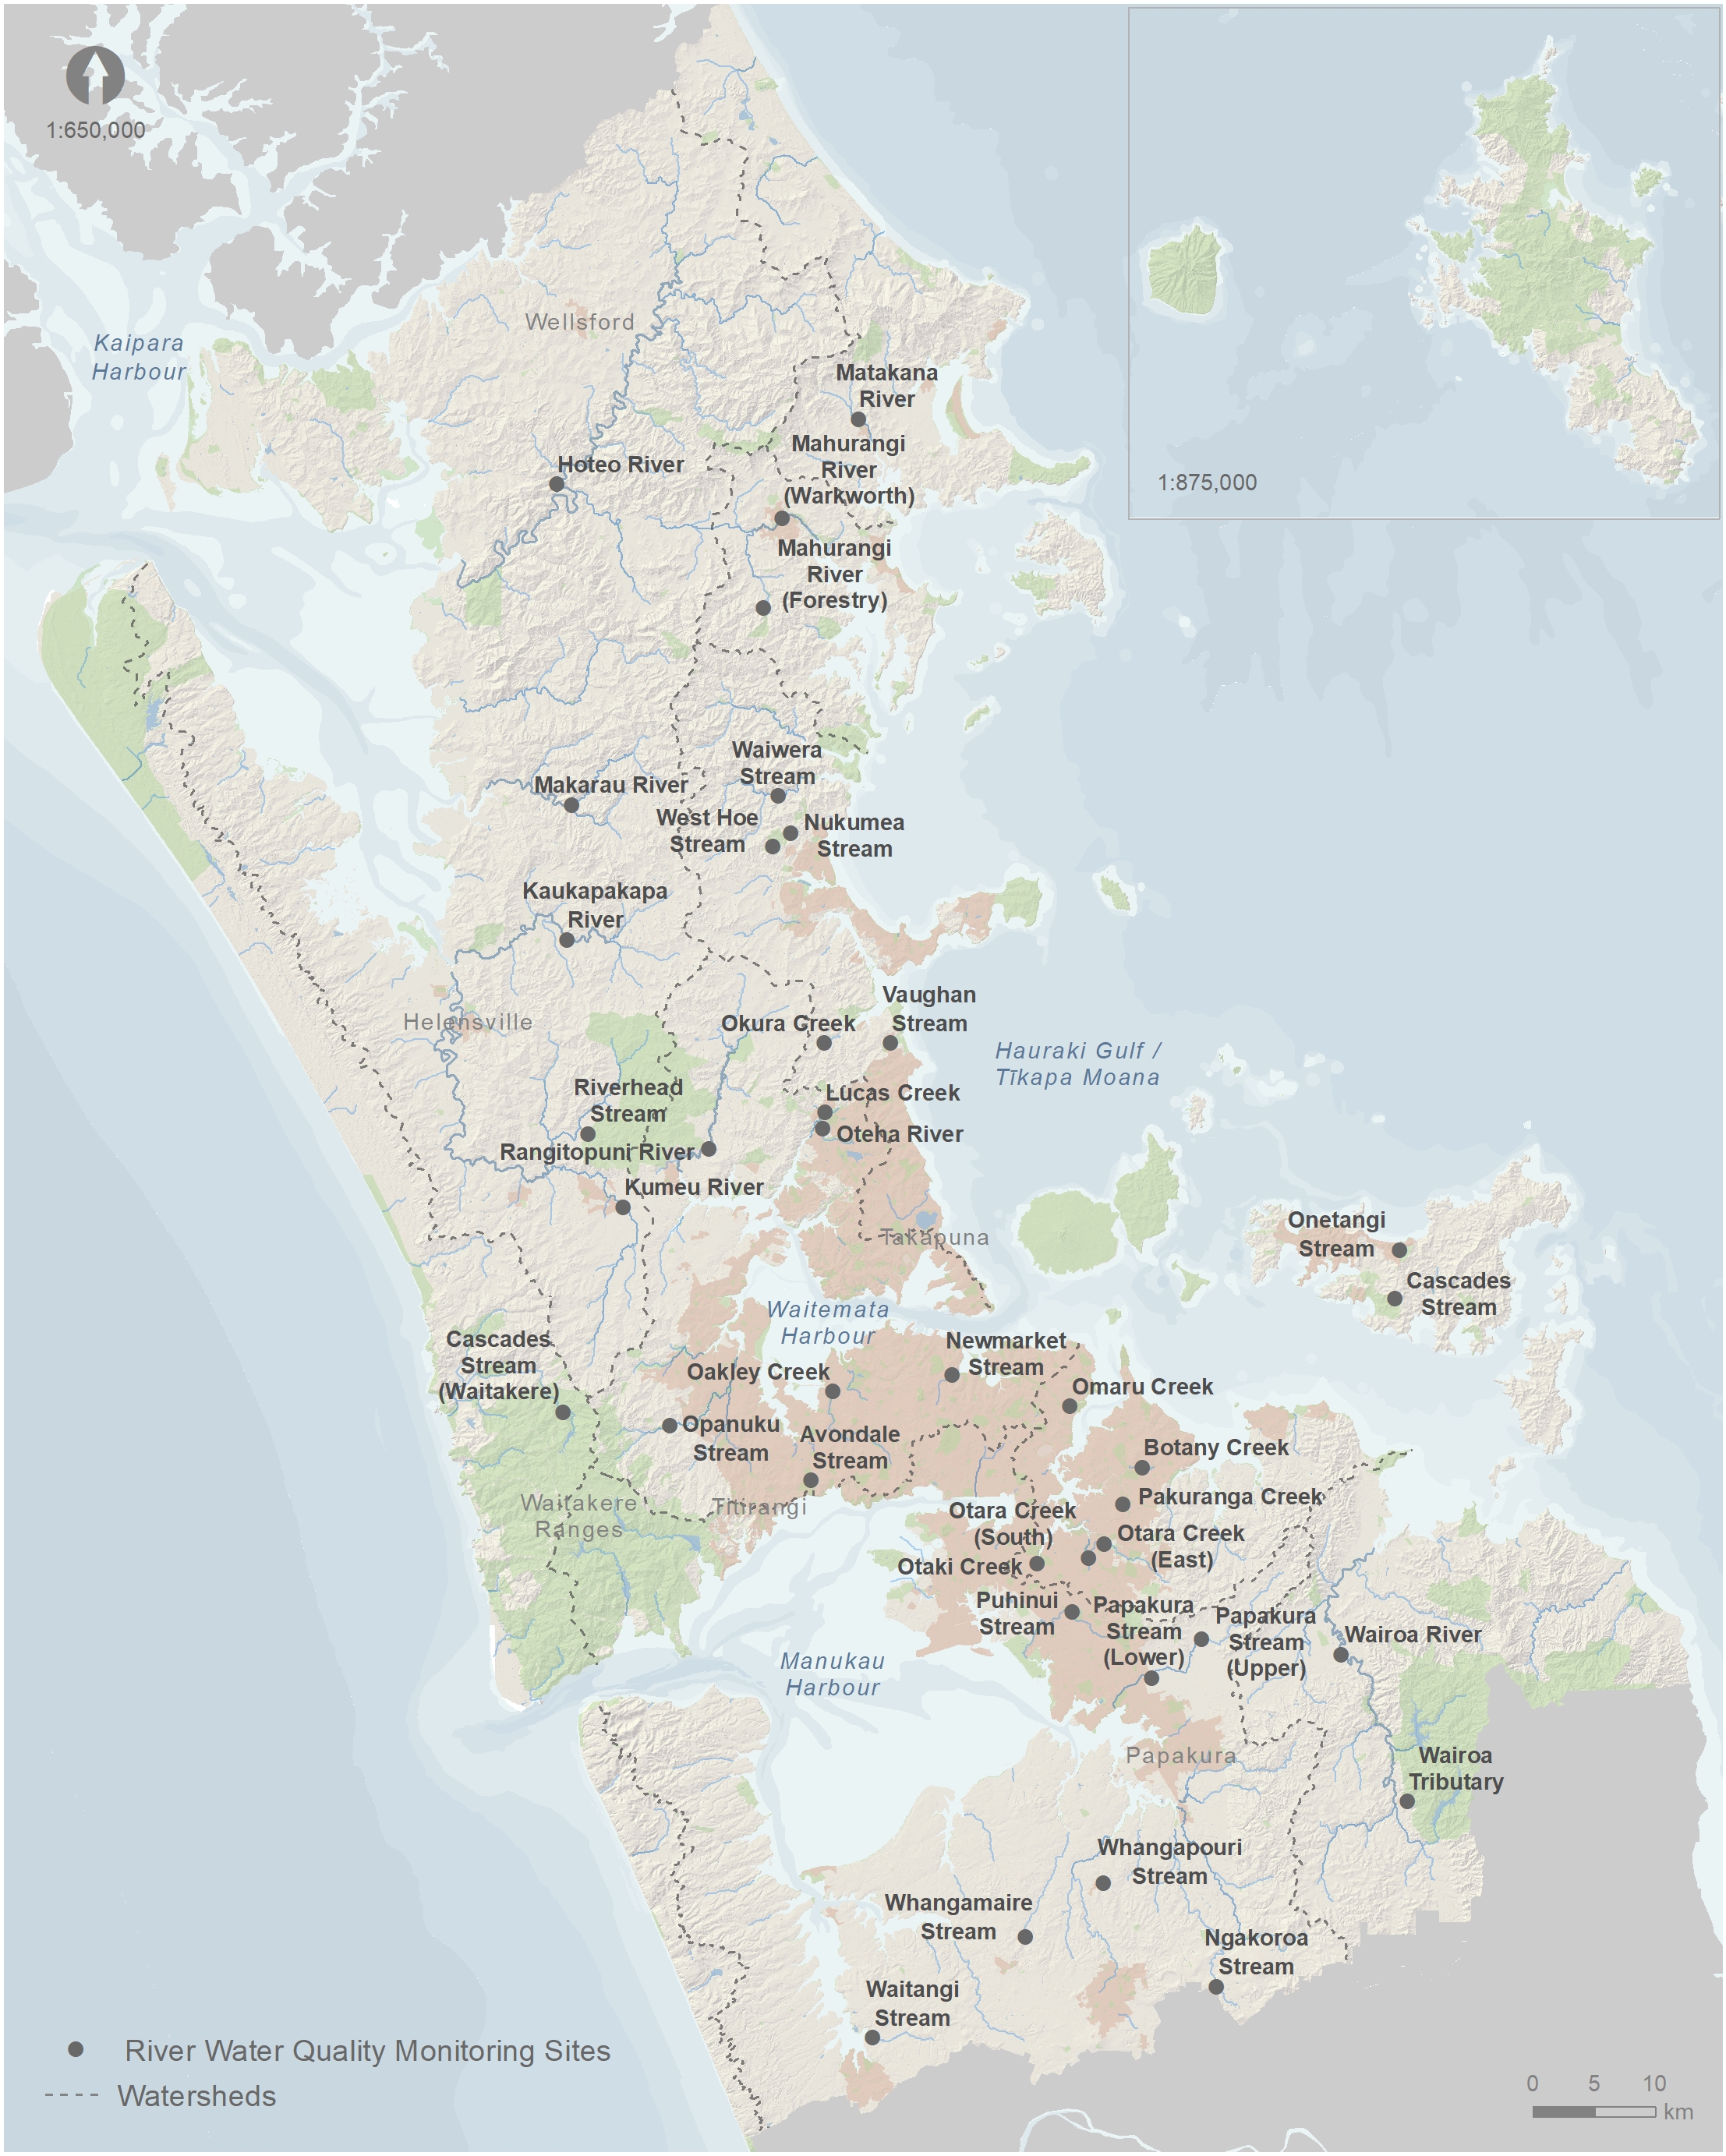 1:650,000
Kaipara
Harbour
Wellsford
1:875,000
Matakana
River
Mahurangi
River
(Warkworth)
Hoteo River
Mahurangi
River
(Forestry)
Waiwera
Stream
Makarau River
West Hoe
Stream
Nukumea
Stream
Kaukapakapa
River
Helensville
Okura Creek
Vaughan
Stream
Hauraki Gulf /
Tīkapa Moana
Riverhead
Stream
Lucas Creek
Oteha River
Rangitopuni River
Kumeu River
Takapuna
Onetangi
Stream
Cascades
Stream
Waitemata
Harbour
Cascades
Stream
(Waitakere)
Oakley Creek
Newmarket
Stream
Omaru Creek
Opanuku
Stream
Avondale
Stream
Botany Creek
Pakuranga Creek
Waitakere
Ranges
Titirangi
Otara Creek
(South)
Otara Creek
(East)
Otaki Creek
Puhinui
Stream
Papakura
Stream
(Lower)
Papakura
Stream
(Upper)
Wairoa River
Manukau
Harbour
Papakura
Wairoa
Tributary
Whangapouri
Stream
Whangamaire
Stream
Ngakoroa
Stream
Waitangi
Stream
River Water Quality Monitoring Sites
Watersheds
0 5 10
km